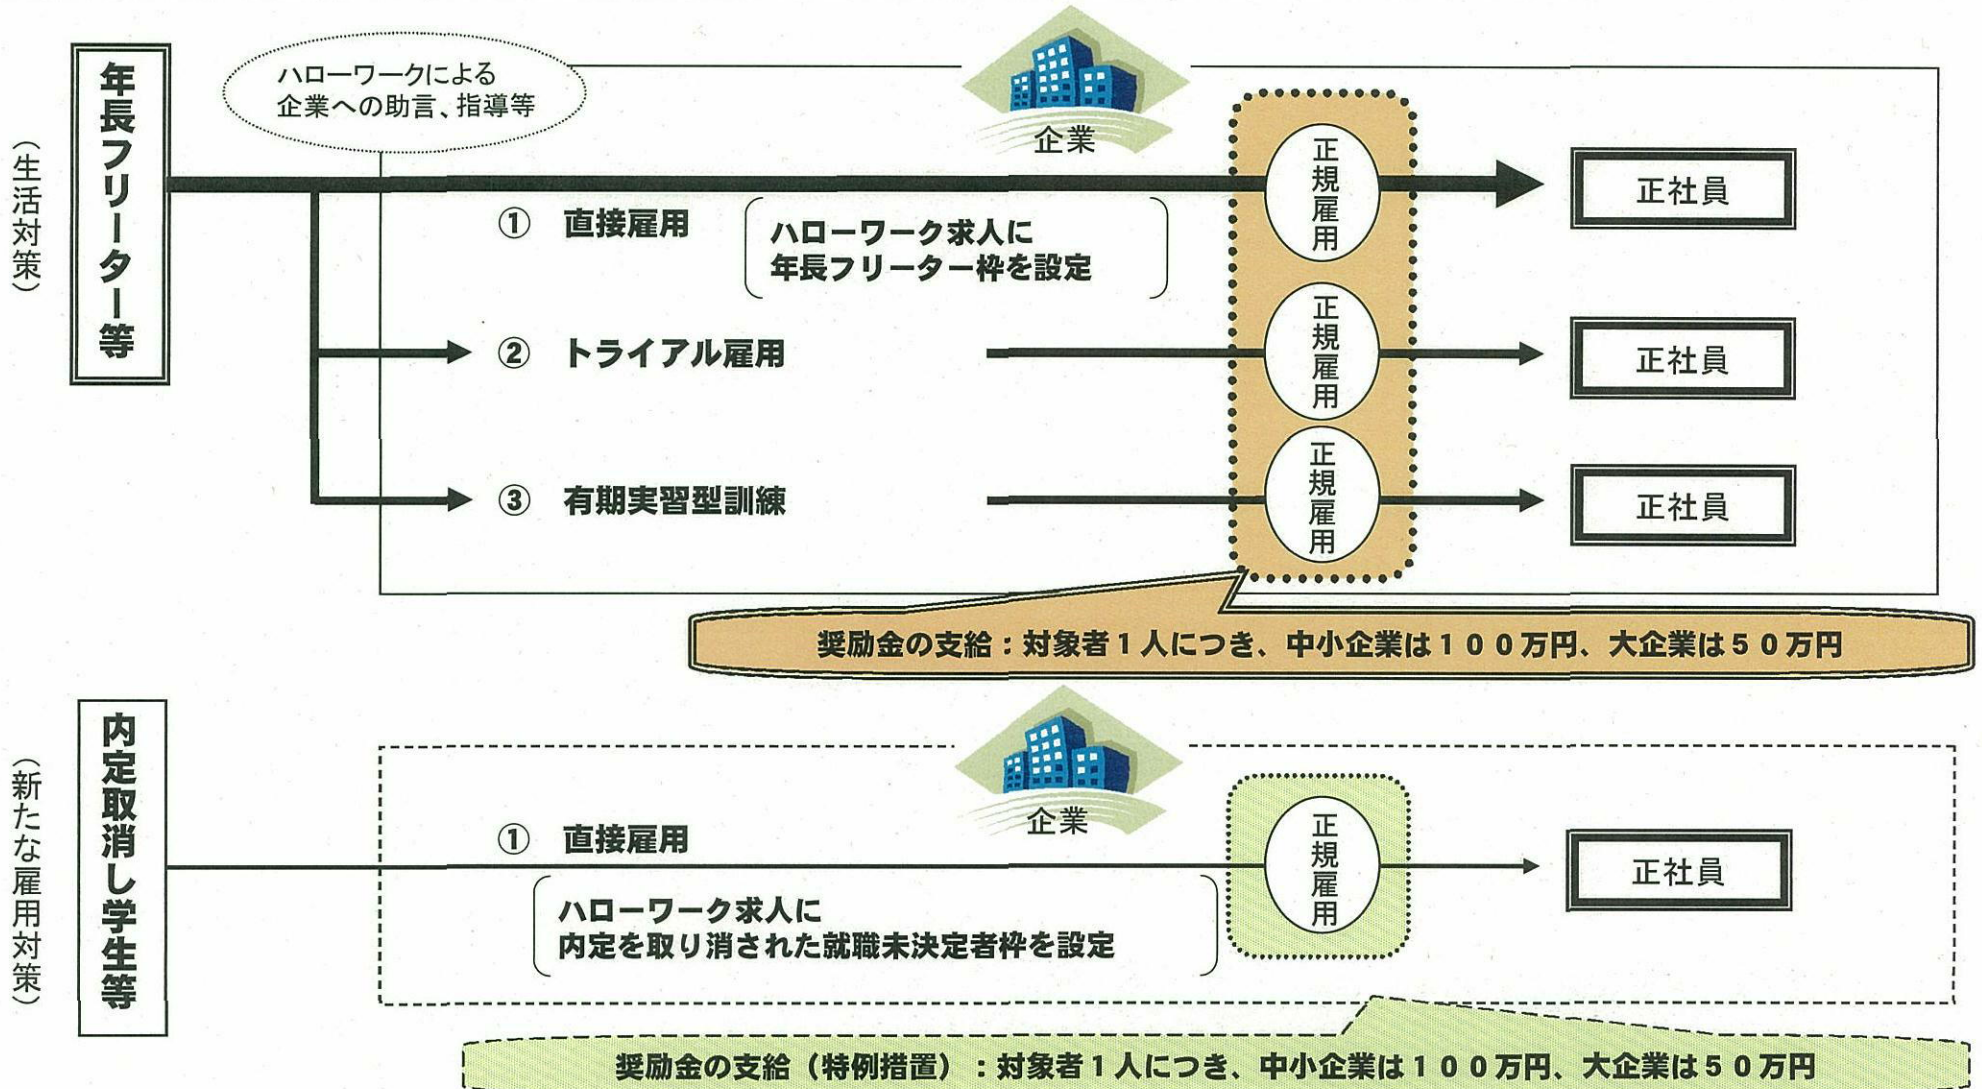 （生活対策）
年長フリーター等
ハローワークによる
企業への助言、指導等
企業
① 直接雇用
ハローワーク求人に
年長フリーター枠を設定
正規雇用
正社員
② トライアル雇用
正規雇用
正社員
③ 有期実習型訓練
正規雇用
正社員
奨励金の支給：対象者１人につき、中小企業は１００万円、大企業は５０万円
（新たな雇用対策）
内定取消し学生等
企業
① 直接雇用
ハローワーク求人に
内定を取り消された就職未決定者枠を設定
正規雇用
正社員
奨励金の支給（特例措置）：対象者１人につき、中小企業は１００万円、大企業は５０万円